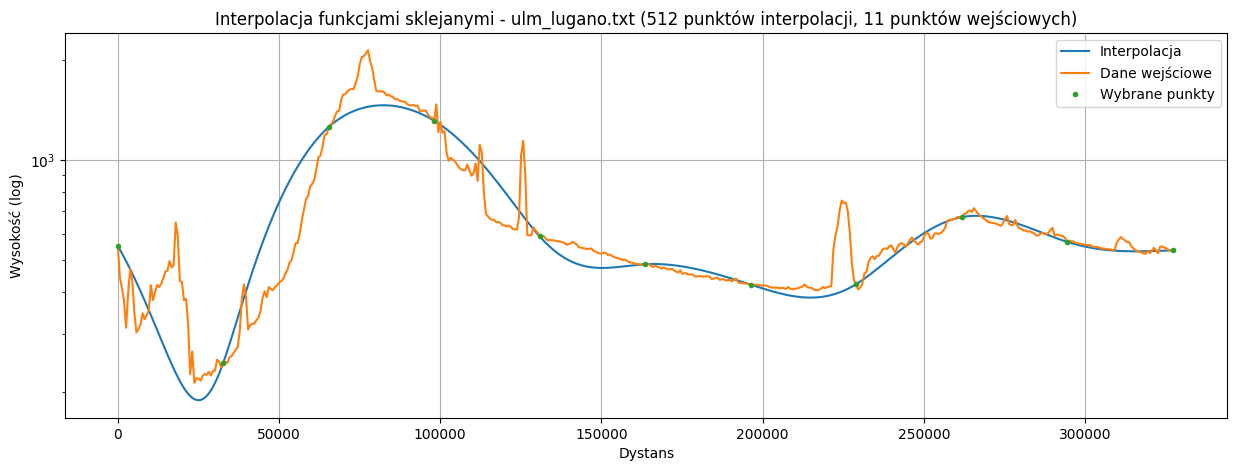 Interpolacja funkcjami sklejanymi - ulm_lugano.txt (512 punktów interpolacji, 11 punktów wejściowych)
Interpolacja
Dane wejściowe
Wybrane punkty
Wysokość (log)
10³
0
50000
100000
150000
200000
250000
300000
Dystans